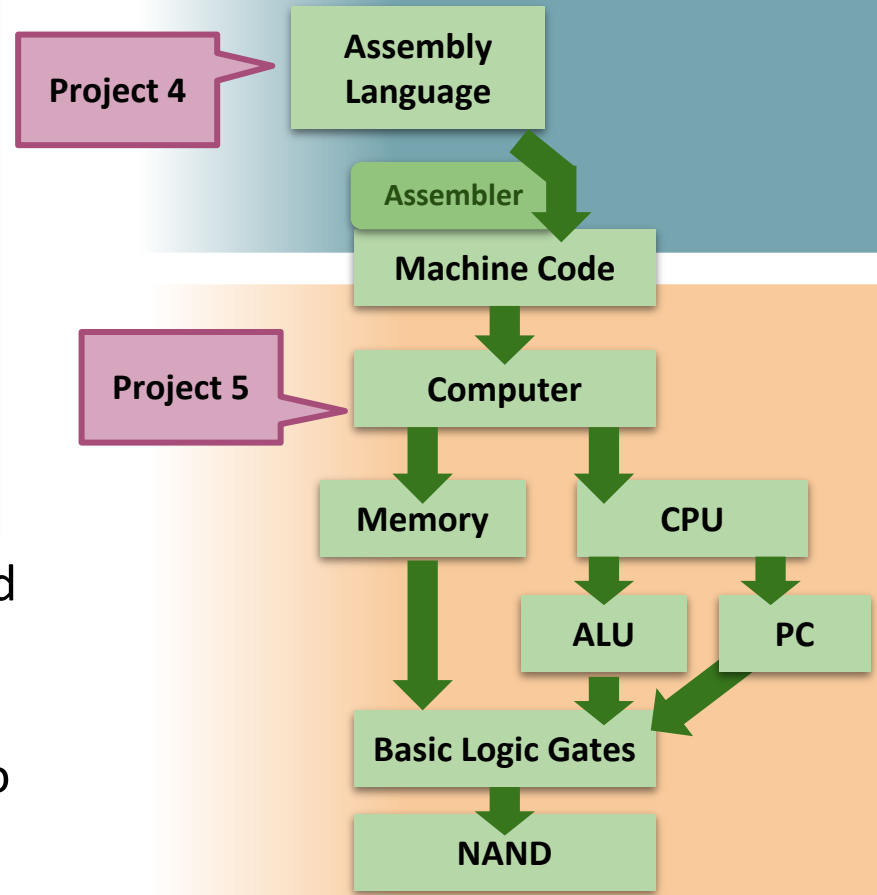 Project 4
Assembly
Language
Assembler
Machine Code
Project 5
Computer
Memory
CPU
ALU
PC
Basic Logic Gates
NAND